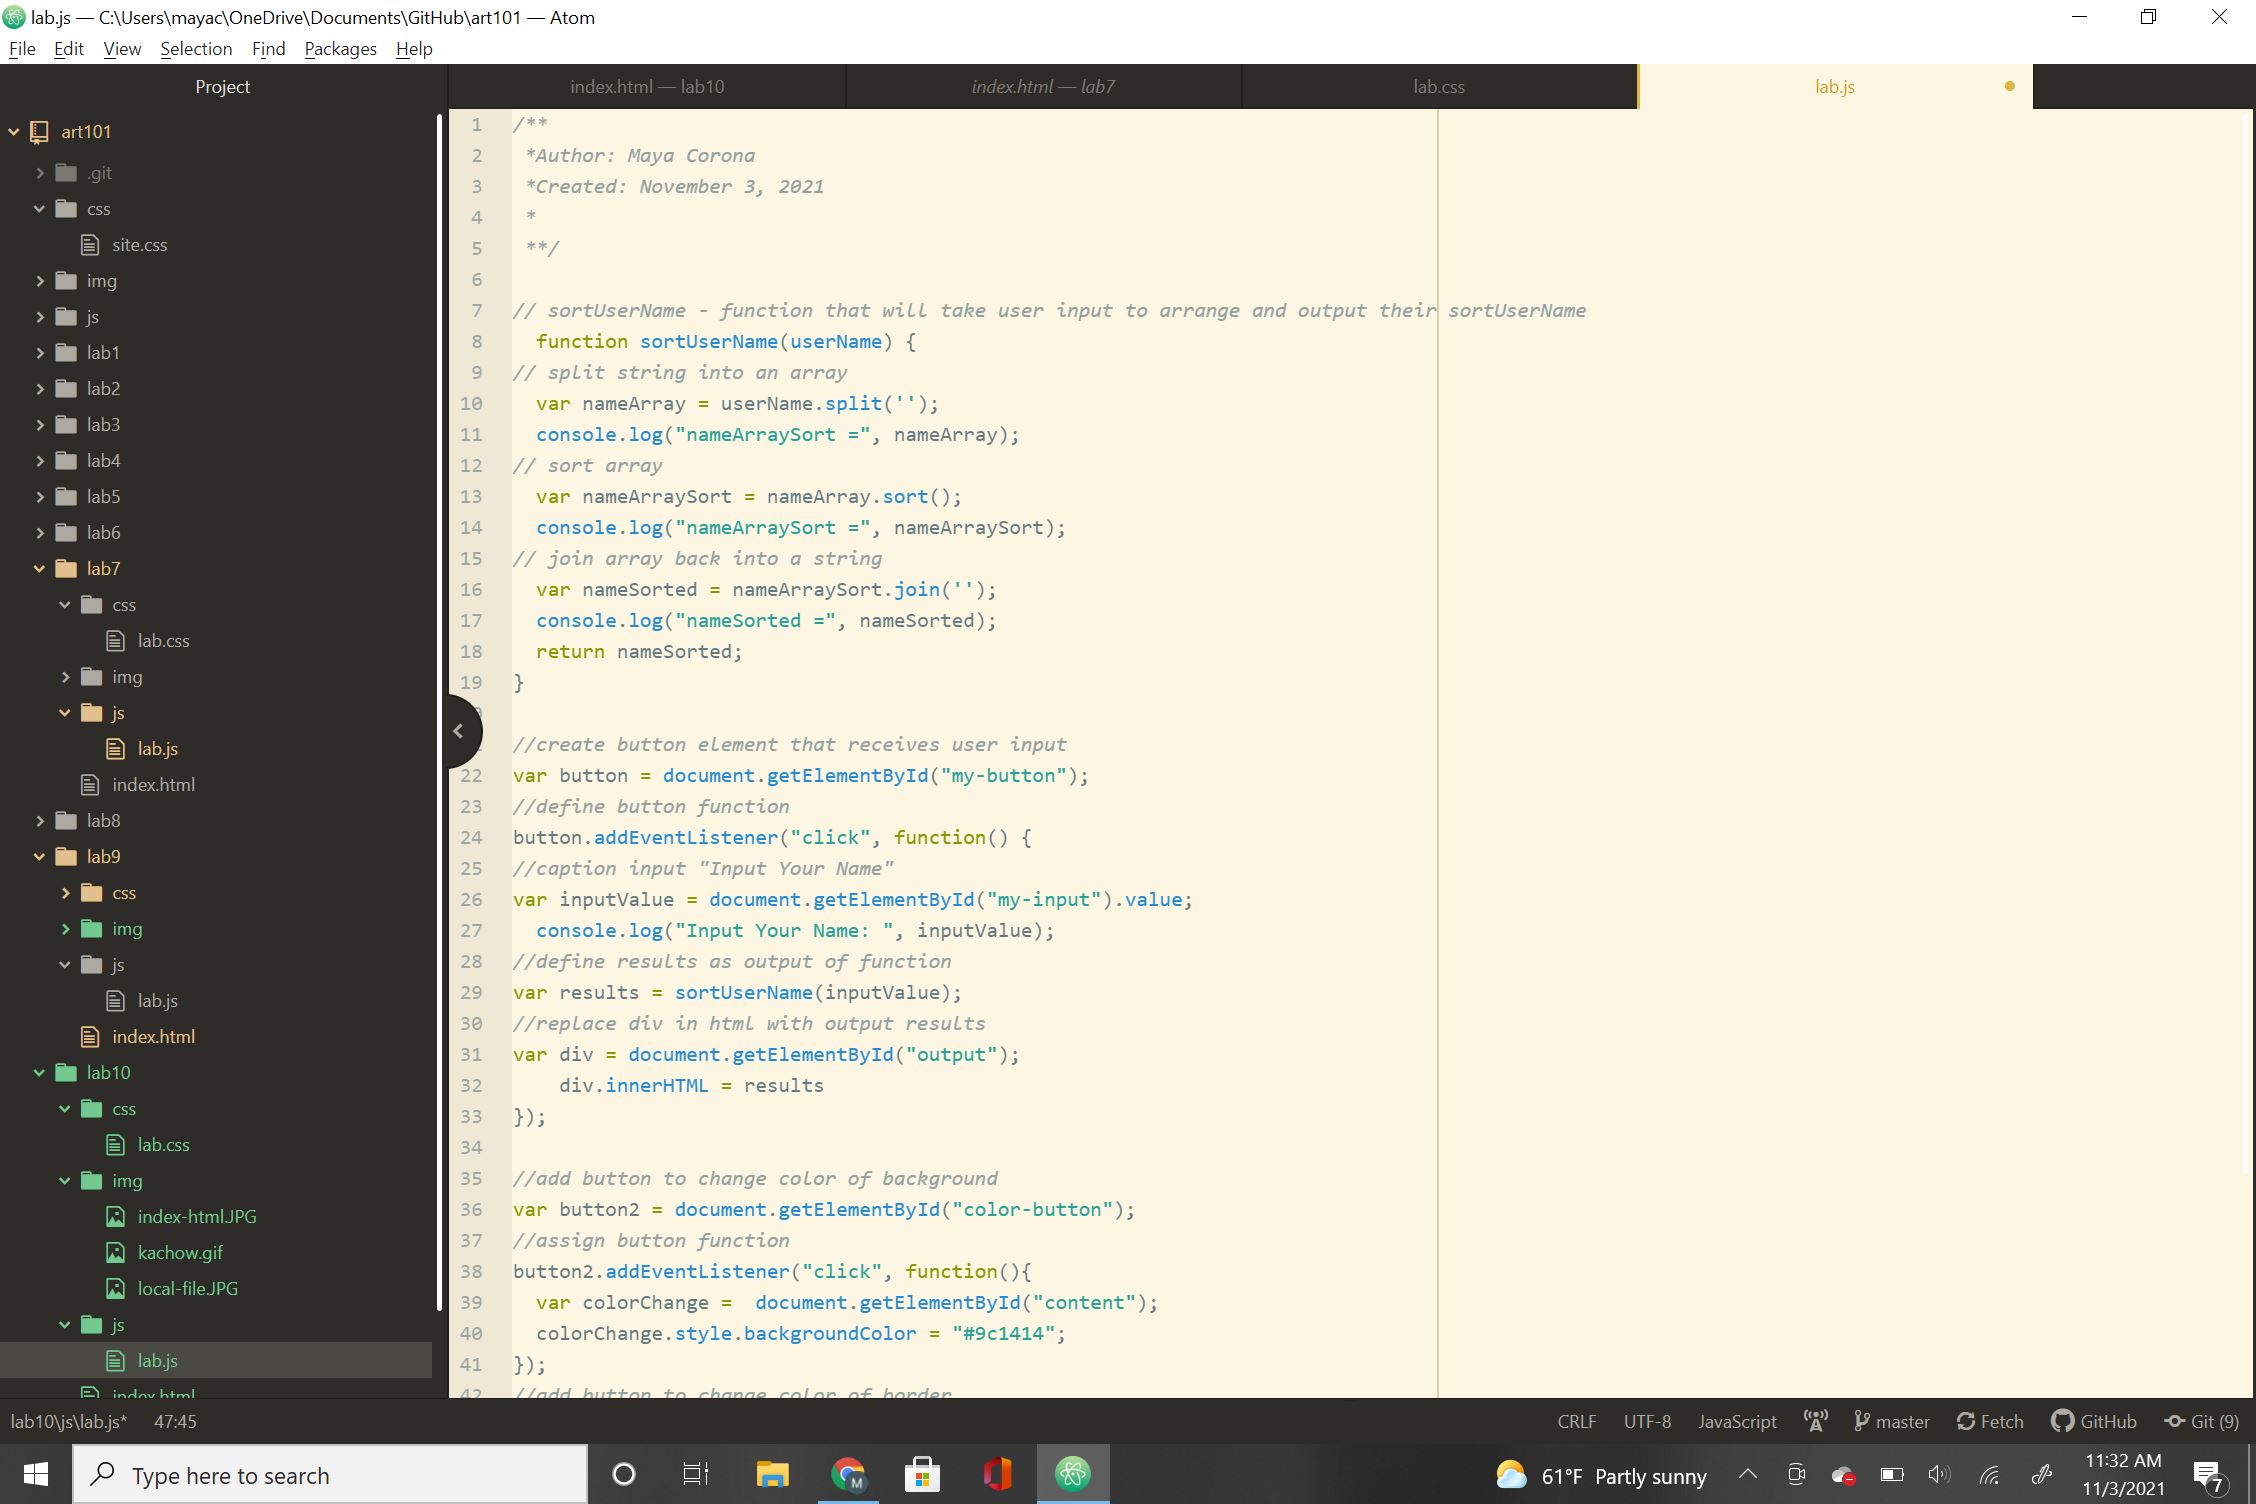 lab.js — C:\Users\mayac\OneDrive\Documents\GitHub\art101 — Atom
File Edit View Selection Find Packages Help
Project
index.html — lab10
index.html — lab7
lab.css
lab.js
art101
.git
css
site.css
img
js
lab1
lab2
lab3
lab4
lab5
lab6
lab7
css
lab.css
img
js
lab.js
index.html
lab8
lab9
css
img
js
lab.js
index.html
lab10
css
lab.css
img
index-html.JPG
kachow.gif
local-file.JPG
js
lab.js
index.html
1 /**
2 *Author: Maya Corona
3 *Created: November 3, 2021
4 *
5 **/
6
7 // sortUserName - function that will take user input to arrange and output their sortUserName
8 function sortUserName(userName) {
9 // split string into an array
10 var nameArray = userName.split('');
11 console.log("nameArraySort =", nameArray);
12 // sort array
13 var nameArraySort = nameArray.sort();
14 console.log("nameArraySort =", nameArraySort);
15 // join array back into a string
16 var nameSorted = nameArraySort.join('');
17 console.log("nameSorted =", nameSorted);
18 return nameSorted;
19 }
//create button element that receives user input
22 var button = document.getElementById("my-button");
23 //define button function
24 button.addEventListener("click", function() {
25 //caption input "Input Your Name"
26 var inputValue = document.getElementById("my-input").value;
27 console.log("Input Your Name: ", inputValue);
28 //define results as output of function
29 var results = sortUserName(inputValue);
30 //replace div in html with output results
31 var div = document.getElementById("output");
32 div.innerHTML = results
33 });
34
35 //add button to change color of background
36 var button2 = document.getElementById("color-button");
37 //assign button function
38 button2.addEventListener("click", function(){
39 var colorChange =  document.getElementById("content");
40 colorChange.style.backgroundColor = "#9c1414";
41 });
42 //add button to change color of border
lab10\js\lab.js* 47:45
CRLF UTF-8 JavaScript master Fetch GitHub Git (9)
Type here to search
M
61°F Partly sunny
11:32 AM
11/3/2021
7